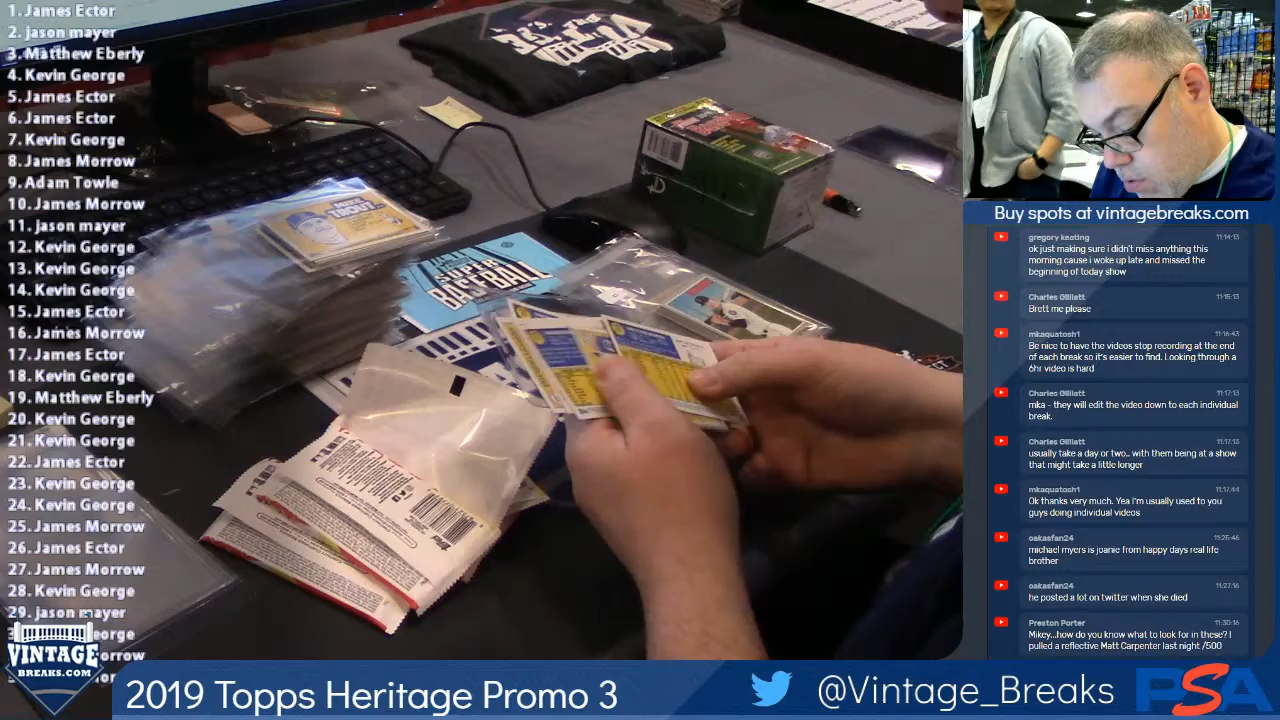 1. James Ector
2. jason mayer
3. Matthew Eberly
4. Kevin George
5. James Ector
6. James Ector
7. Kevin George
8. James Morrow
9. Adam Towle
10. James Morrow
11. jason mayer
12. Kevin George
13. Kevin George
14. Kevin George
15. James Ector
16. James Morrow
17. James Ector
18. Kevin George
19. Matthew Eberly
20. Kevin George
21. Kevin George
22. James Ector
23. Kevin George
24. Kevin George
25. James Morrow
26. James Ector
27. James Morrow
28. Kevin George
29. jason mayer
eorge
orrow
VINTAGE
BREAKS.COM
MIKE
TROUT
SUPER
BASEBALL
Buy spots at vintagebreaks.com
gregory keating 11:14:13
ok just making sure i didn't miss anything this
morning cause i woke up late and missed the
beginning of today show
Charles Gilliatt 11:15:13
Brett me please
mkaquatosh1 11:16:43
Be nice to have the videos stop recording at the end
of each break so it's easier to find. Looking through a
6hr video is hard
Charles Gilliatt 11:17:13
mka - they will edit the video down to each individual
break.
Charles Gilliatt 11:17:13
usually take a day or two.. with them being at a show
that might take a little longer
mkaquatosh1 11:17:44
Ok thanks very much. Yea I'm usually used to you
guys doing individual videos
oakasfan24 11:25:46
michael myers is joanie from happy days real life
brother
oakasfan24 11:27:16
he posted a lot on twitter when she died
Preston Porter 11:30:16
Mikey...how do you know what to look for in these? I
pulled a reflective Matt Carpenter last night /500
2019 Topps Heritage Promo 3
@Vintage_Breaks
PSA